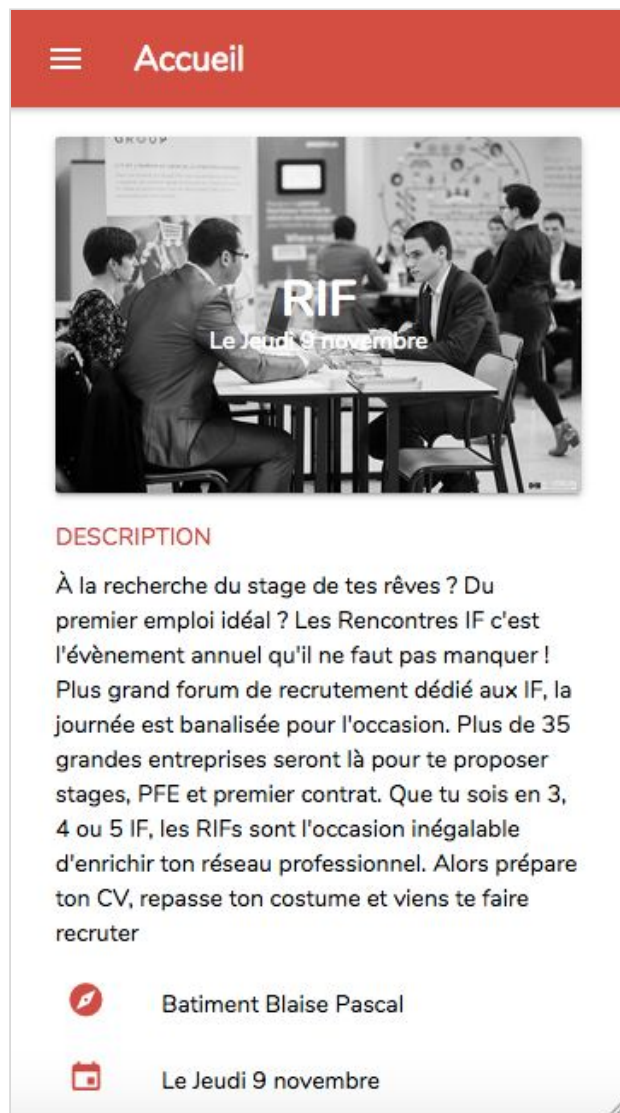 Accueil
GROUP
RIF
Le Jeudi 9 novembre
DESCRIPTION
À la recherche du stage de tes rêves ? Du
premier emploi idéal ? Les Rencontres IF c'est
l'évènement annuel qu'il ne faut pas manquer !
Plus grand forum de recrutement dédié aux IF, la
journée est banalisée pour l'occasion. Plus de 35
grandes entreprises seront là pour te proposer
stages, PFE et premier contrat. Que tu sois en 3,
4 ou 5 IF, les RIFs sont l'occasion inégalable
d'enrichir ton réseau professionnel. Alors prépare
ton CV, repasse ton costume et viens te faire
recruter
Batiment Blaise Pascal
Le Jeudi 9 novembre